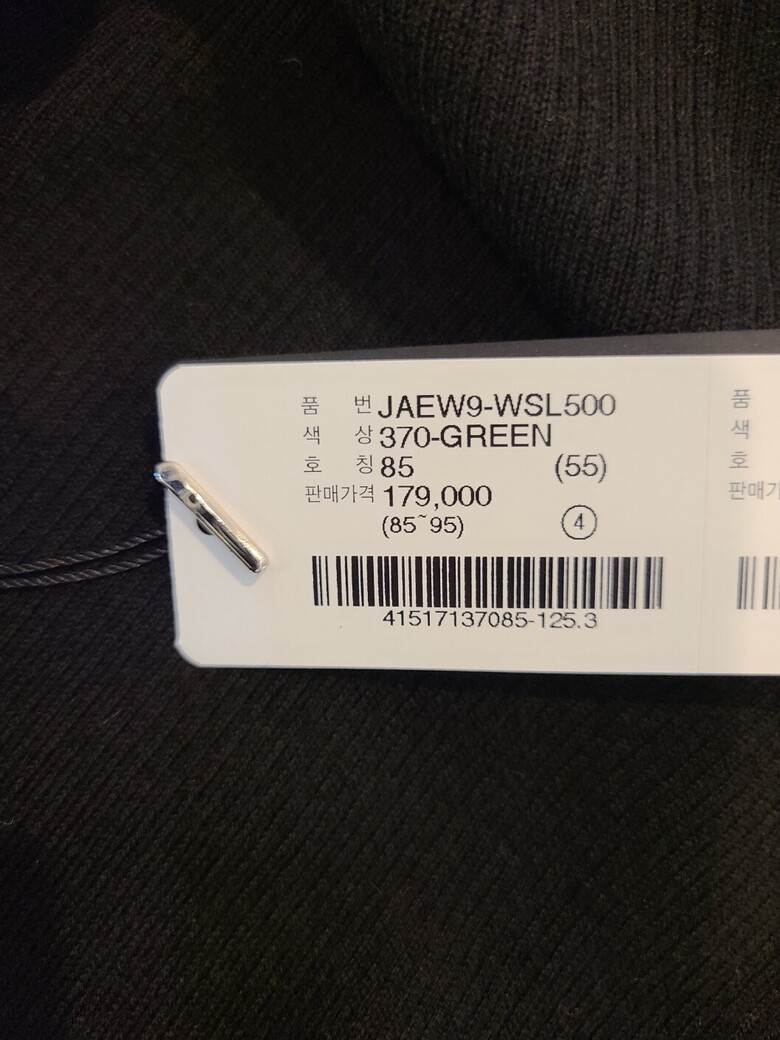 품 번 JAEW9-WSL500
색 상 370-GREEN
호 칭 85 (55)
판매가격 179,000
(85~95) ④
41517137085-125.3
품
색
호
판매가